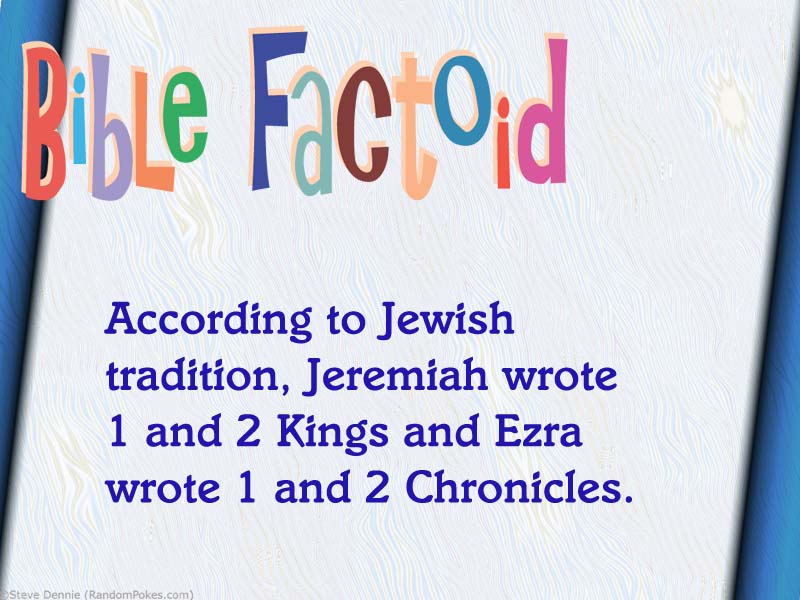 Bible Factoid
According to Jewish
tradition, Jeremiah wrote
1 and 2 Kings and Ezra
wrote 1 and 2 Chronicles.
©Steve Dennie (RandomPokes.com)